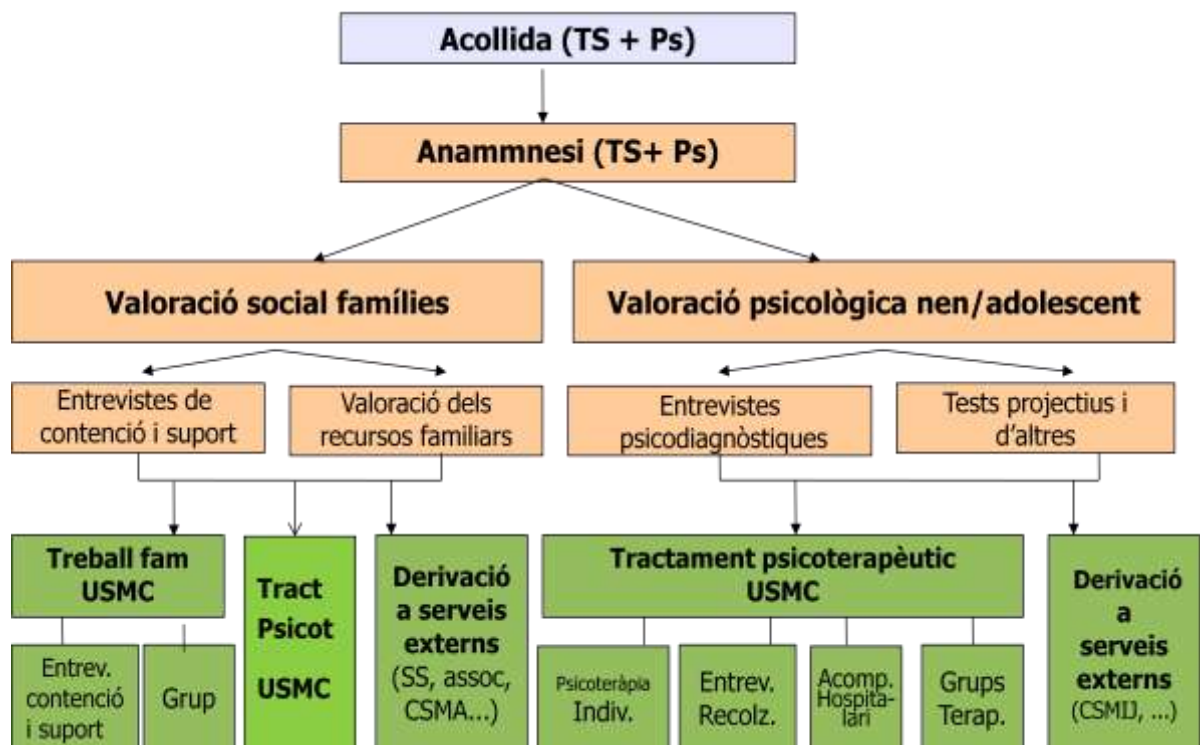 Acollida (TS + Ps)
Anammnesi (TS+ Ps)
Valoració social famílies
Valoració psicològica nen/adolescent
Entrevistes de
contenció i suport
Valoració dels
recursos familiars
Entrevistes
psicodiagnòstiques
Tests projectius i
d'altres
Treball fam
USMC
Tract
Psicot
USMC
Derivació
a serveis
externs
(SS, assoc,
CSMA...)
Tractament psicoterapèutic
USMC
Derivació
a
serveis
externs
(CSMIJ, ...)
Entrev.
contenció
i suport
Grup
Psicoteràpia
Indiv.
Entrev.
Recolz.
Acomp.
Hospita-
lari
Grups
Terap.